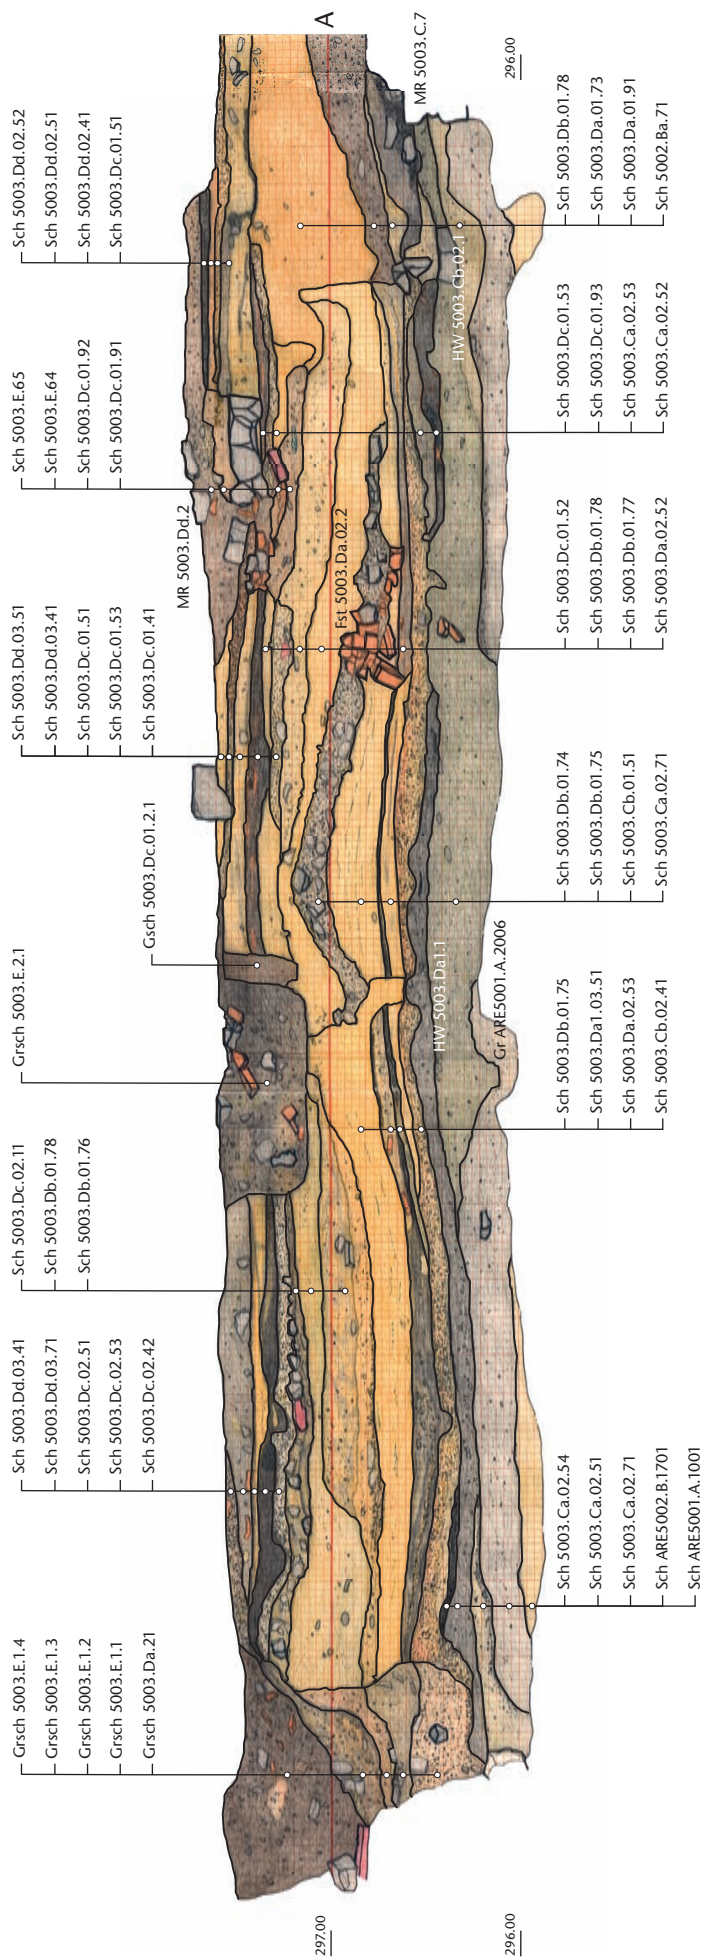 Grsch 5003.E.1.4
Grsch 5003.E.1.3
Grsch 5003.E.1.2
Grsch 5003.E.1.1
Grsch 5003.Da.21
Sch 5003.Dd.03.41
Sch 5003.Dd.03.71
Sch 5003.Dc.02.51
Sch 5003.Dc.02.53
Sch 5003.Dc.02.42
Sch 5003.Dc.02.11
Sch 5003.Db.01.78
Sch 5003.Db.01.76
Grsch 5003.E.2.1
Gsch 5003.Dc.01.2.1
Sch 5003.Dd.03.51
Sch 5003.Dd.03.41
Sch 5003.Dc.01.51
Sch 5003.Dc.01.53
Sch 5003.Dc.01.41
Sch 5003.E.65
Sch 5003.E.64
Sch 5003.Dc.01.92
Sch 5003.Dc.01.91
Sch 5003.Dd.02.52
Sch 5003.Dd.02.51
Sch 5003.Dd.02.41
Sch 5003.Dc.01.51
MR 5003.Dd.2
A
Fst 5003.Da.02.2
MR 5003.C.7
HW 5003.Da1.1
HW 5003.Cb.02.1
Gr ARE5001.A.2006
297.00
296.00
296.00
Sch 5003.Ca.02.54
Sch 5003.Ca.02.51
Sch 5003.Ca.02.71
Sch ARE5002.B.1701
Sch ARE5001.A.1001
Sch 5003.Db.01.75
Sch 5003.Da1.03.51
Sch 5003.Da.02.53
Sch 5003.Cb.02.41
Sch 5003.Db.01.74
Sch 5003.Db.01.75
Sch 5003.Cb.01.51
Sch 5003.Ca.02.71
Sch 5003.Dc.01.52
Sch 5003.Db.01.78
Sch 5003.Db.01.77
Sch 5003.Da.02.52
Sch 5003.Dc.01.53
Sch 5003.Dc.01.93
Sch 5003.Ca.02.53
Sch 5003.Ca.02.52
Sch 5003.Db.01.78
Sch 5003.Da.01.73
Sch 5003.Da.01.91
Sch 5002.Ba.71